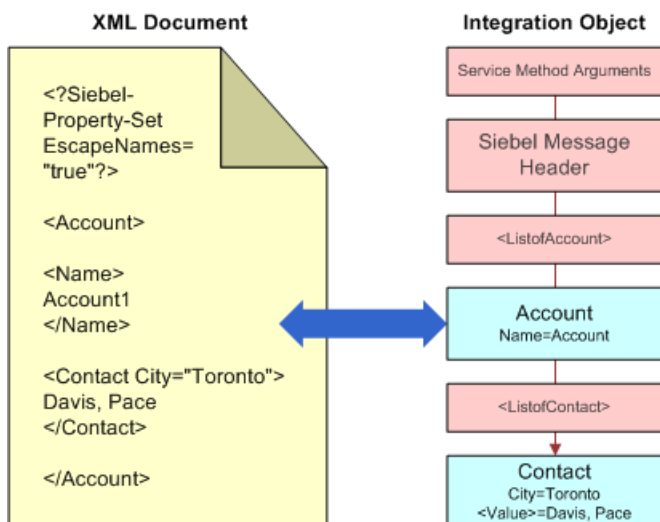 XML Document
<?Siebel-
Property-Set
EscapeNames=
"true"?>
<Account>
<Name>
Account1
</Name>
<Contact City="Toronto">
Davis, Pace
</Contact>
</Account>
Integration Object
Service Method Arguments
Siebel Message
Header
<ListofAccount>
Account
Name=Account
<ListofContact>
Contact
City=Toronto
<Value>=Davis, Pace